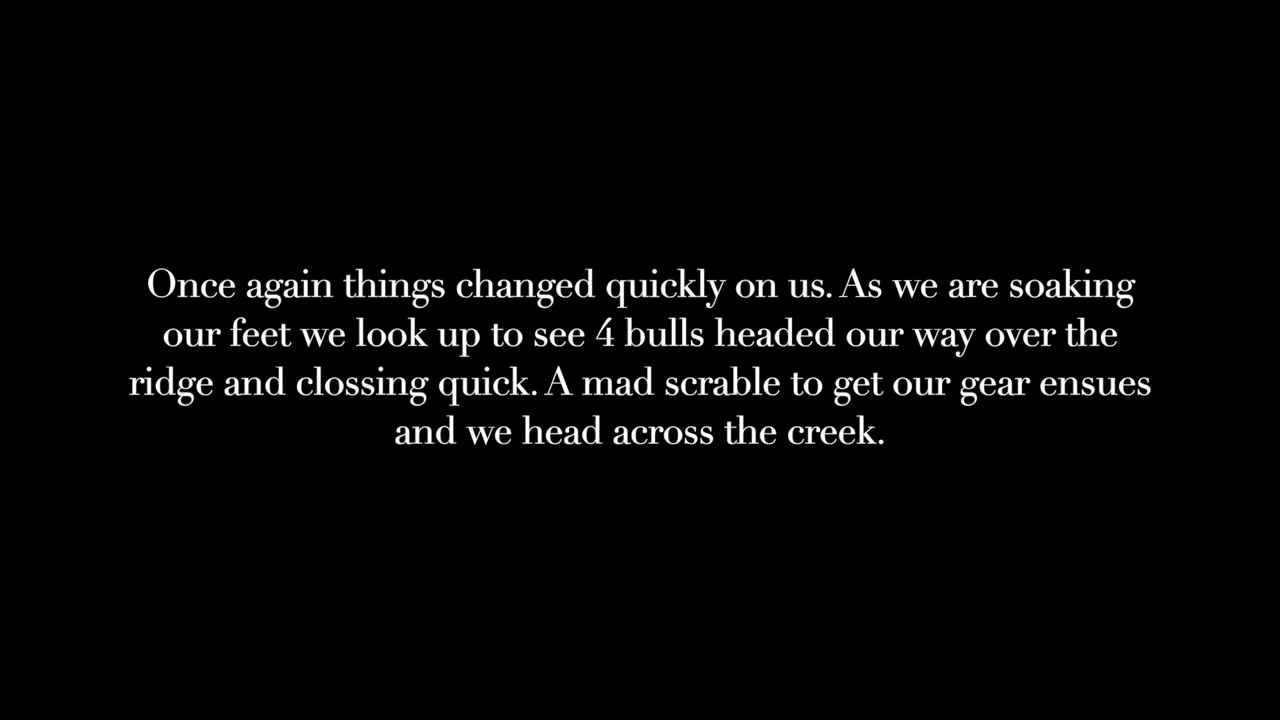 Once again things changed quickly on us. As we are soaking
our feet we look up to see 4 bulls headed our way over the
ridge and clossing quick. A mad scrable to get our gear ensues
and we head across the creek.